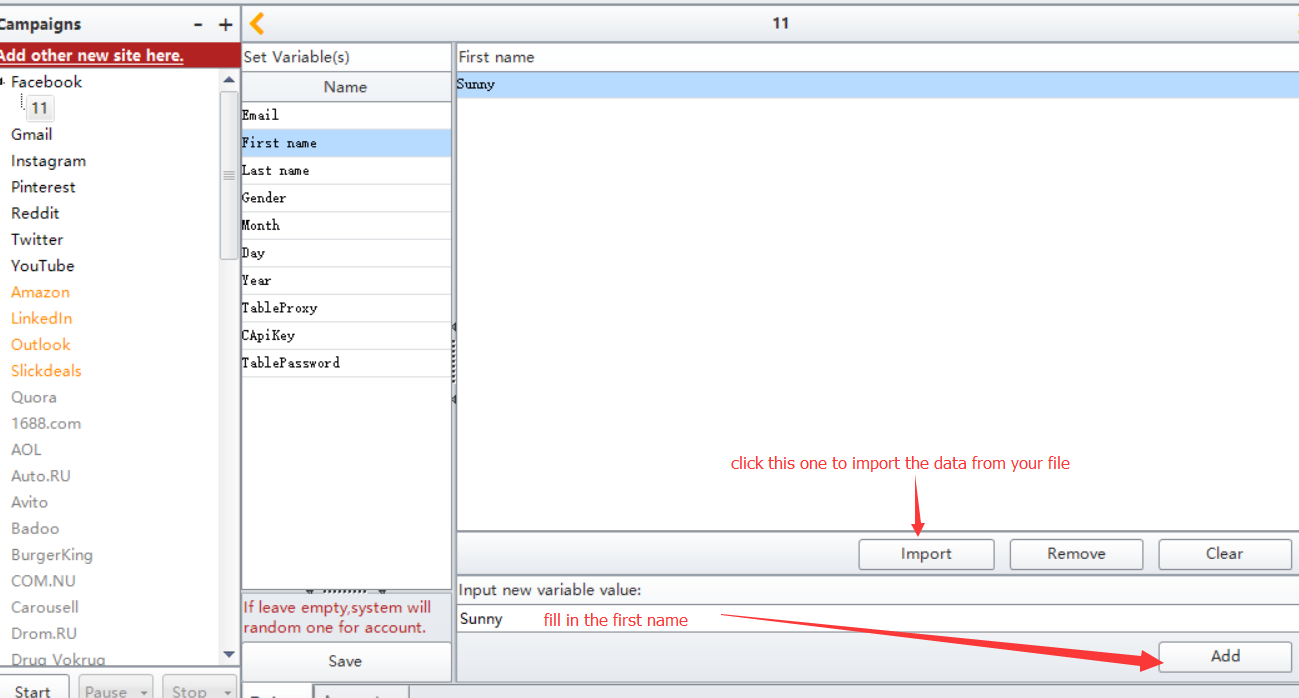 Campaigns - +
Add other new site here.
Facebook
11
Gmail
Instagram
Pinterest
Reddit
Twitter
YouTube
Amazon
LinkedIn
Outlook
Slickdeals
Quora
1688.com
AOL
Auto.RU
Avito
Badoo
BurgerKing
COM.NU
Carousell
Drom.RU
Drug Vokrug
Start Pause Stop
11
Set Variable(s)
Name
Email
First name
Last name
Gender
Month
Day
Year
TableProxy
CApiKey
TablePassword
If leave empty,system will
random one for account.
Save
First name
Sunny
click this one to import the data from your file
Import Remove Clear
Input new variable value:
Sunny fill in the first name
Add